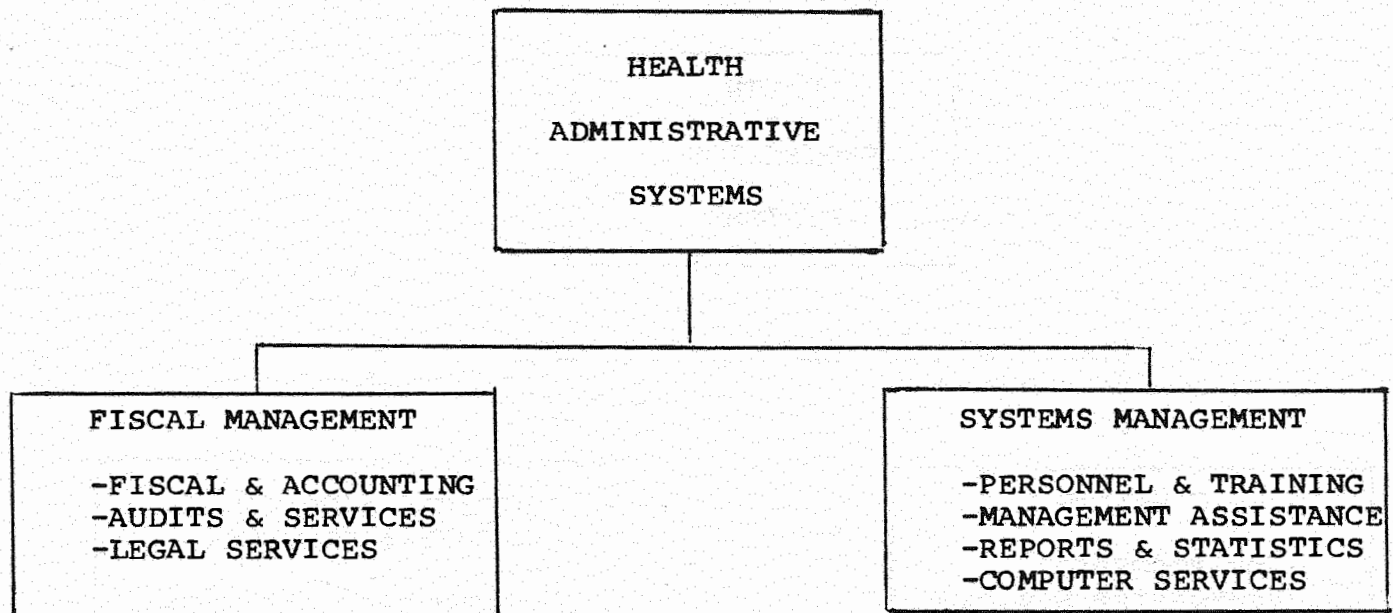 HEALTH
ADMINISTRATIVE
SYSTEMS
FISCAL MANAGEMENT
-FISCAL & ACCOUNTING
-AUDITS & SERVICES
-LEGAL SERVICES
SYSTEMS MANAGEMENT
-PERSONNEL & TRAINING
-MANAGEMENT ASSISTANCE
-REPORTS & STATISTICS
-COMPUTER SERVICES